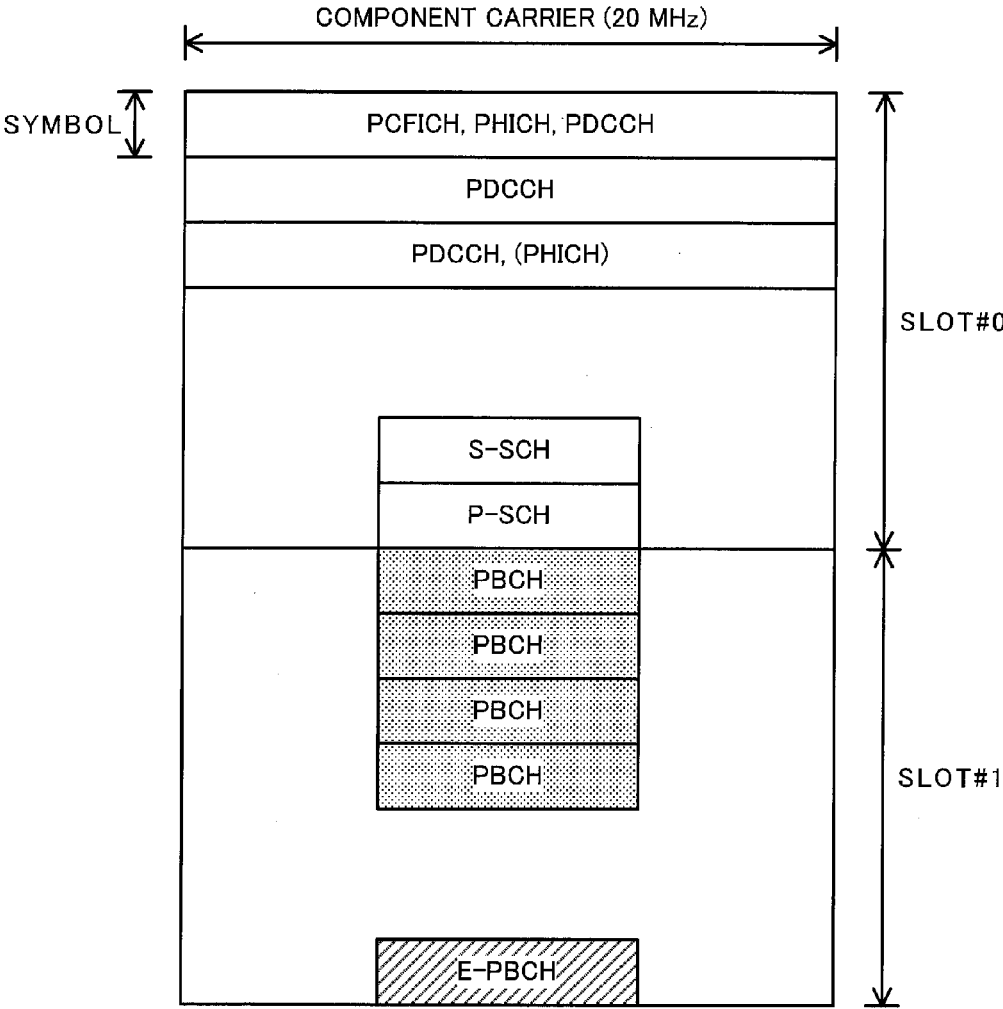 COMPONENT CARRIER (20 MHz)
SYMBOL
PCFICH, PHICH, PDCCH
PDCCH
PDCCH, (PHICH)
SLOT#0
S-SCH
P-SCH
PBCH
PBCH
PBCH
PBCH
SLOT#1
E-PBCH